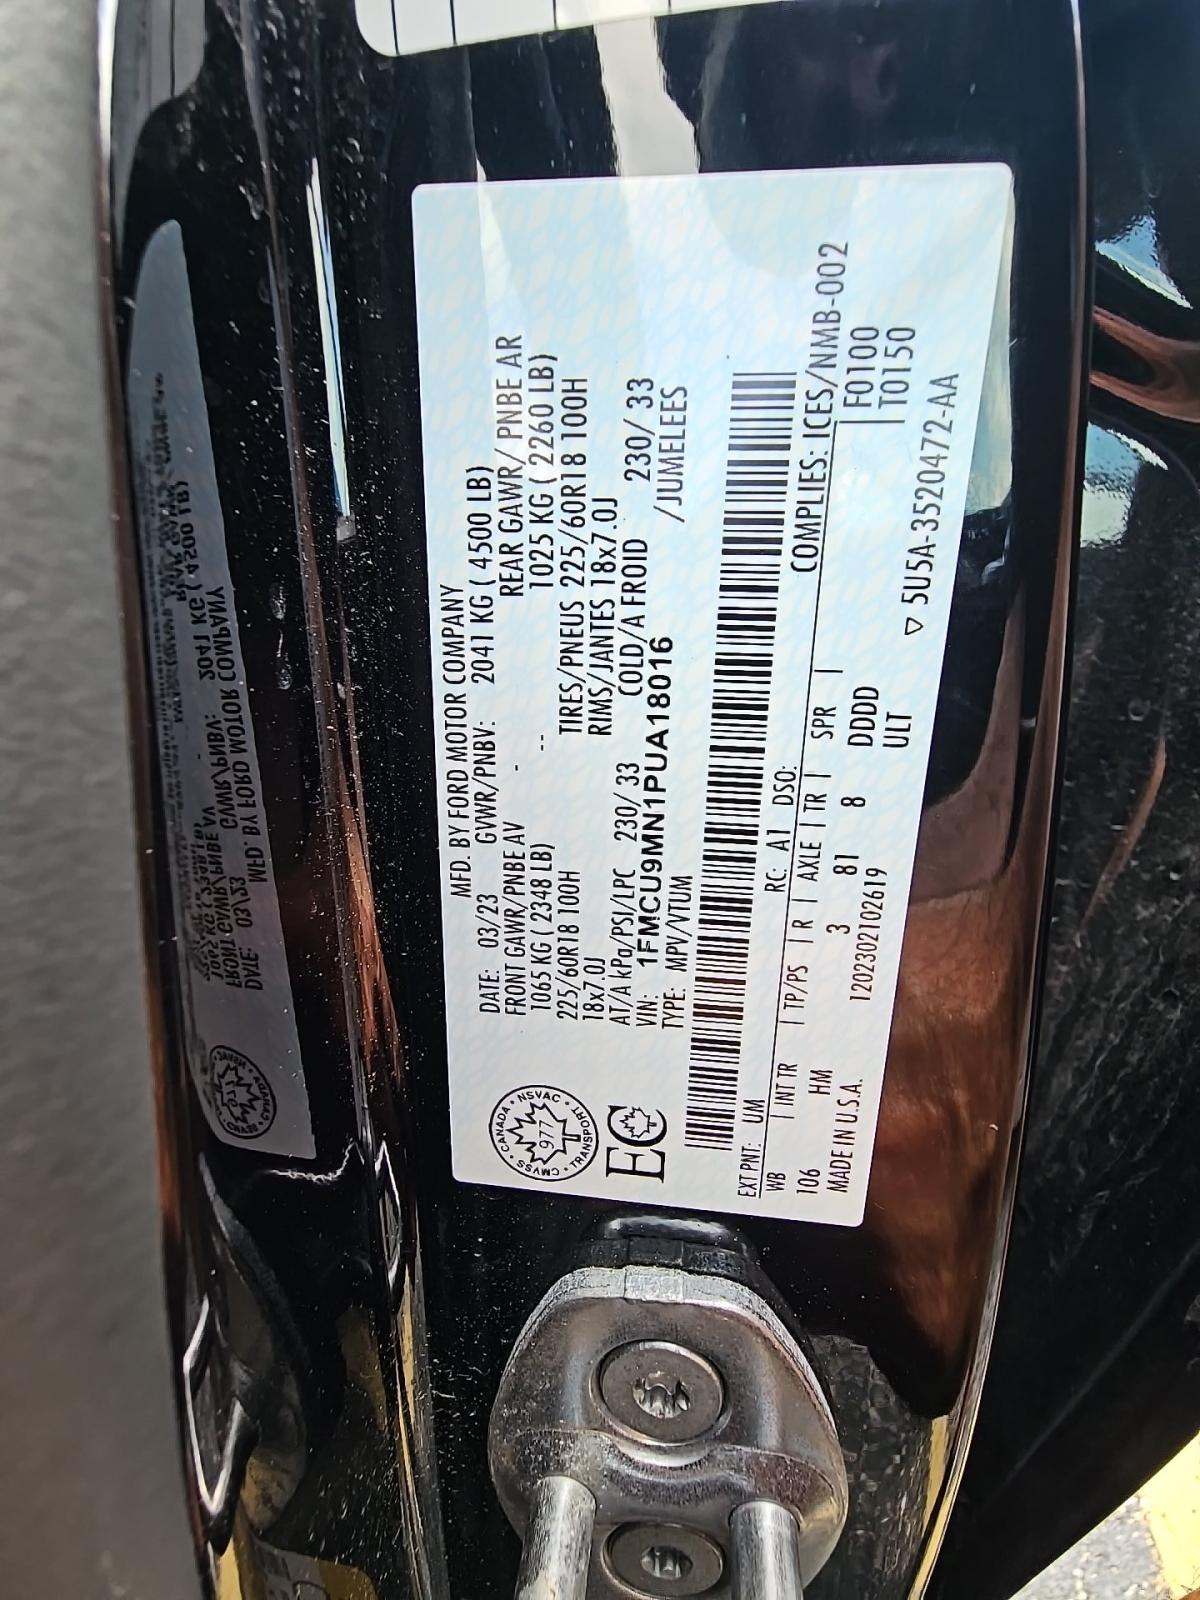 MFD. BY FORD MOTOR COMPANY
DATE: 03/23 GVWR/PNBV: 2041 KG ( 4500 LB)
FRONT GAWR/PNBE AV - -- REAR GAWR/ PNBE AR
1065 KG ( 2348 LB) 1025 KG ( 2260 LB)
225/60R18 100H TIRES/PNEUS 225/60R18 100H
18x7.0J RIMS/JANTES 18x7.0J
AT/A kPa/PSI/LPC 230/ 33 COLD/A FROID 230/ 33
VIN: 1FMCU9MN1PUA18016 /JUMELEES
TYPE: MPV/VTUM
CANADA • NSVAC • TRANSPORT • CMVSS •
977
EC
EXT PNT: UM RC: A1 DSO: COMPLIES: ICES/NMB-002
WB | INT TR | TP/PS | R | AXLE | TR | SPR | F0100
106 HM 3 81 8 DDDD | T0150
MADE IN U.S.A. 120230210​2619 ULT
▽ 5U5A-3520472-AA